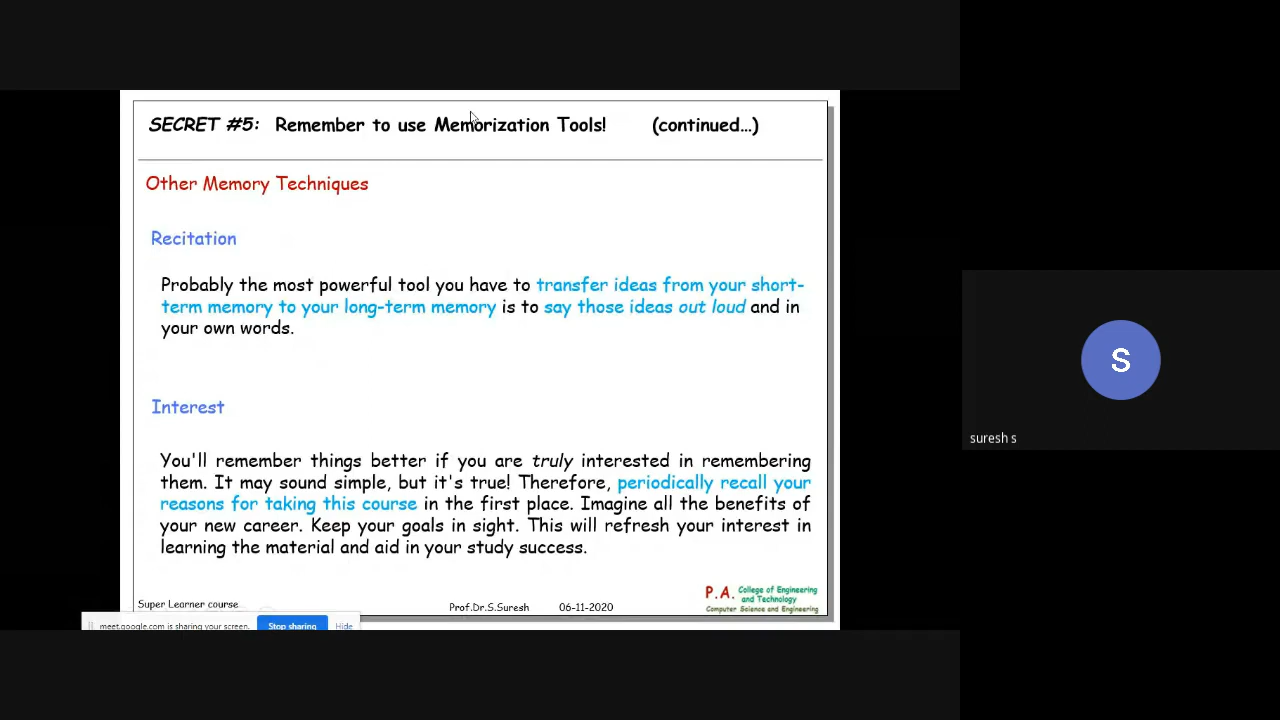 SECRET #5: Remember to use Memorization Tools! (continued...)
Other Memory Techniques
Recitation
Probably the most powerful tool you have to transfer ideas from your short-
term memory to your long-term memory is to say those ideas out loud and in
your own words.
Interest
You'll remember things better if you are truly interested in remembering
them. It may sound simple, but it's true! Therefore, periodically recall your
reasons for taking this course in the first place. Imagine all the benefits of
your new career. Keep your goals in sight. This will refresh your interest in
learning the material and aid in your study success.
Super Learner course
Prof.Dr.S.Suresh 06-11-2020
P.A. College of Engineering
and Technology
Computer Science and Engineering
meet.google.com is sharing your screen. Stop sharing Hide
S
suresh s